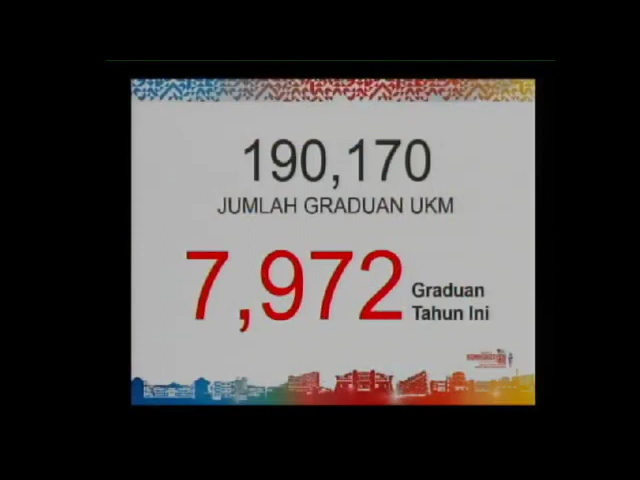 190,170
JUMLAH GRADUAN UKM
7,972
Graduan
Tahun Ini